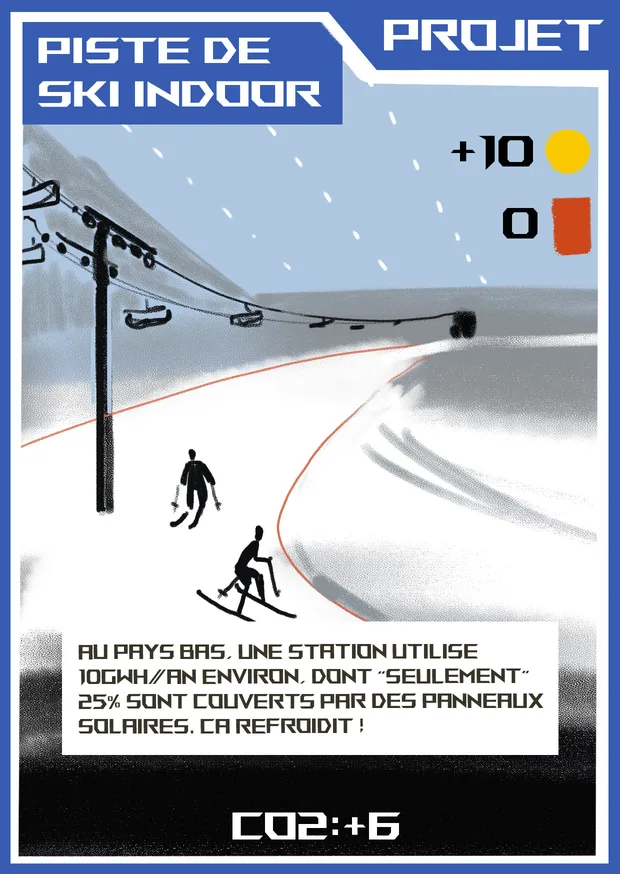 PISTE DE
SKI INDOOR
PROJET
+10
0
AU PAYS BAS, UNE STATION UTILISE
10GWH//AN ENVIRON, DONT "SEULEMENT"
25% SONT COUVERTS PAR DES PANNEAUX
SOLAIRES. CA REFROIDIT !
CO2:+6